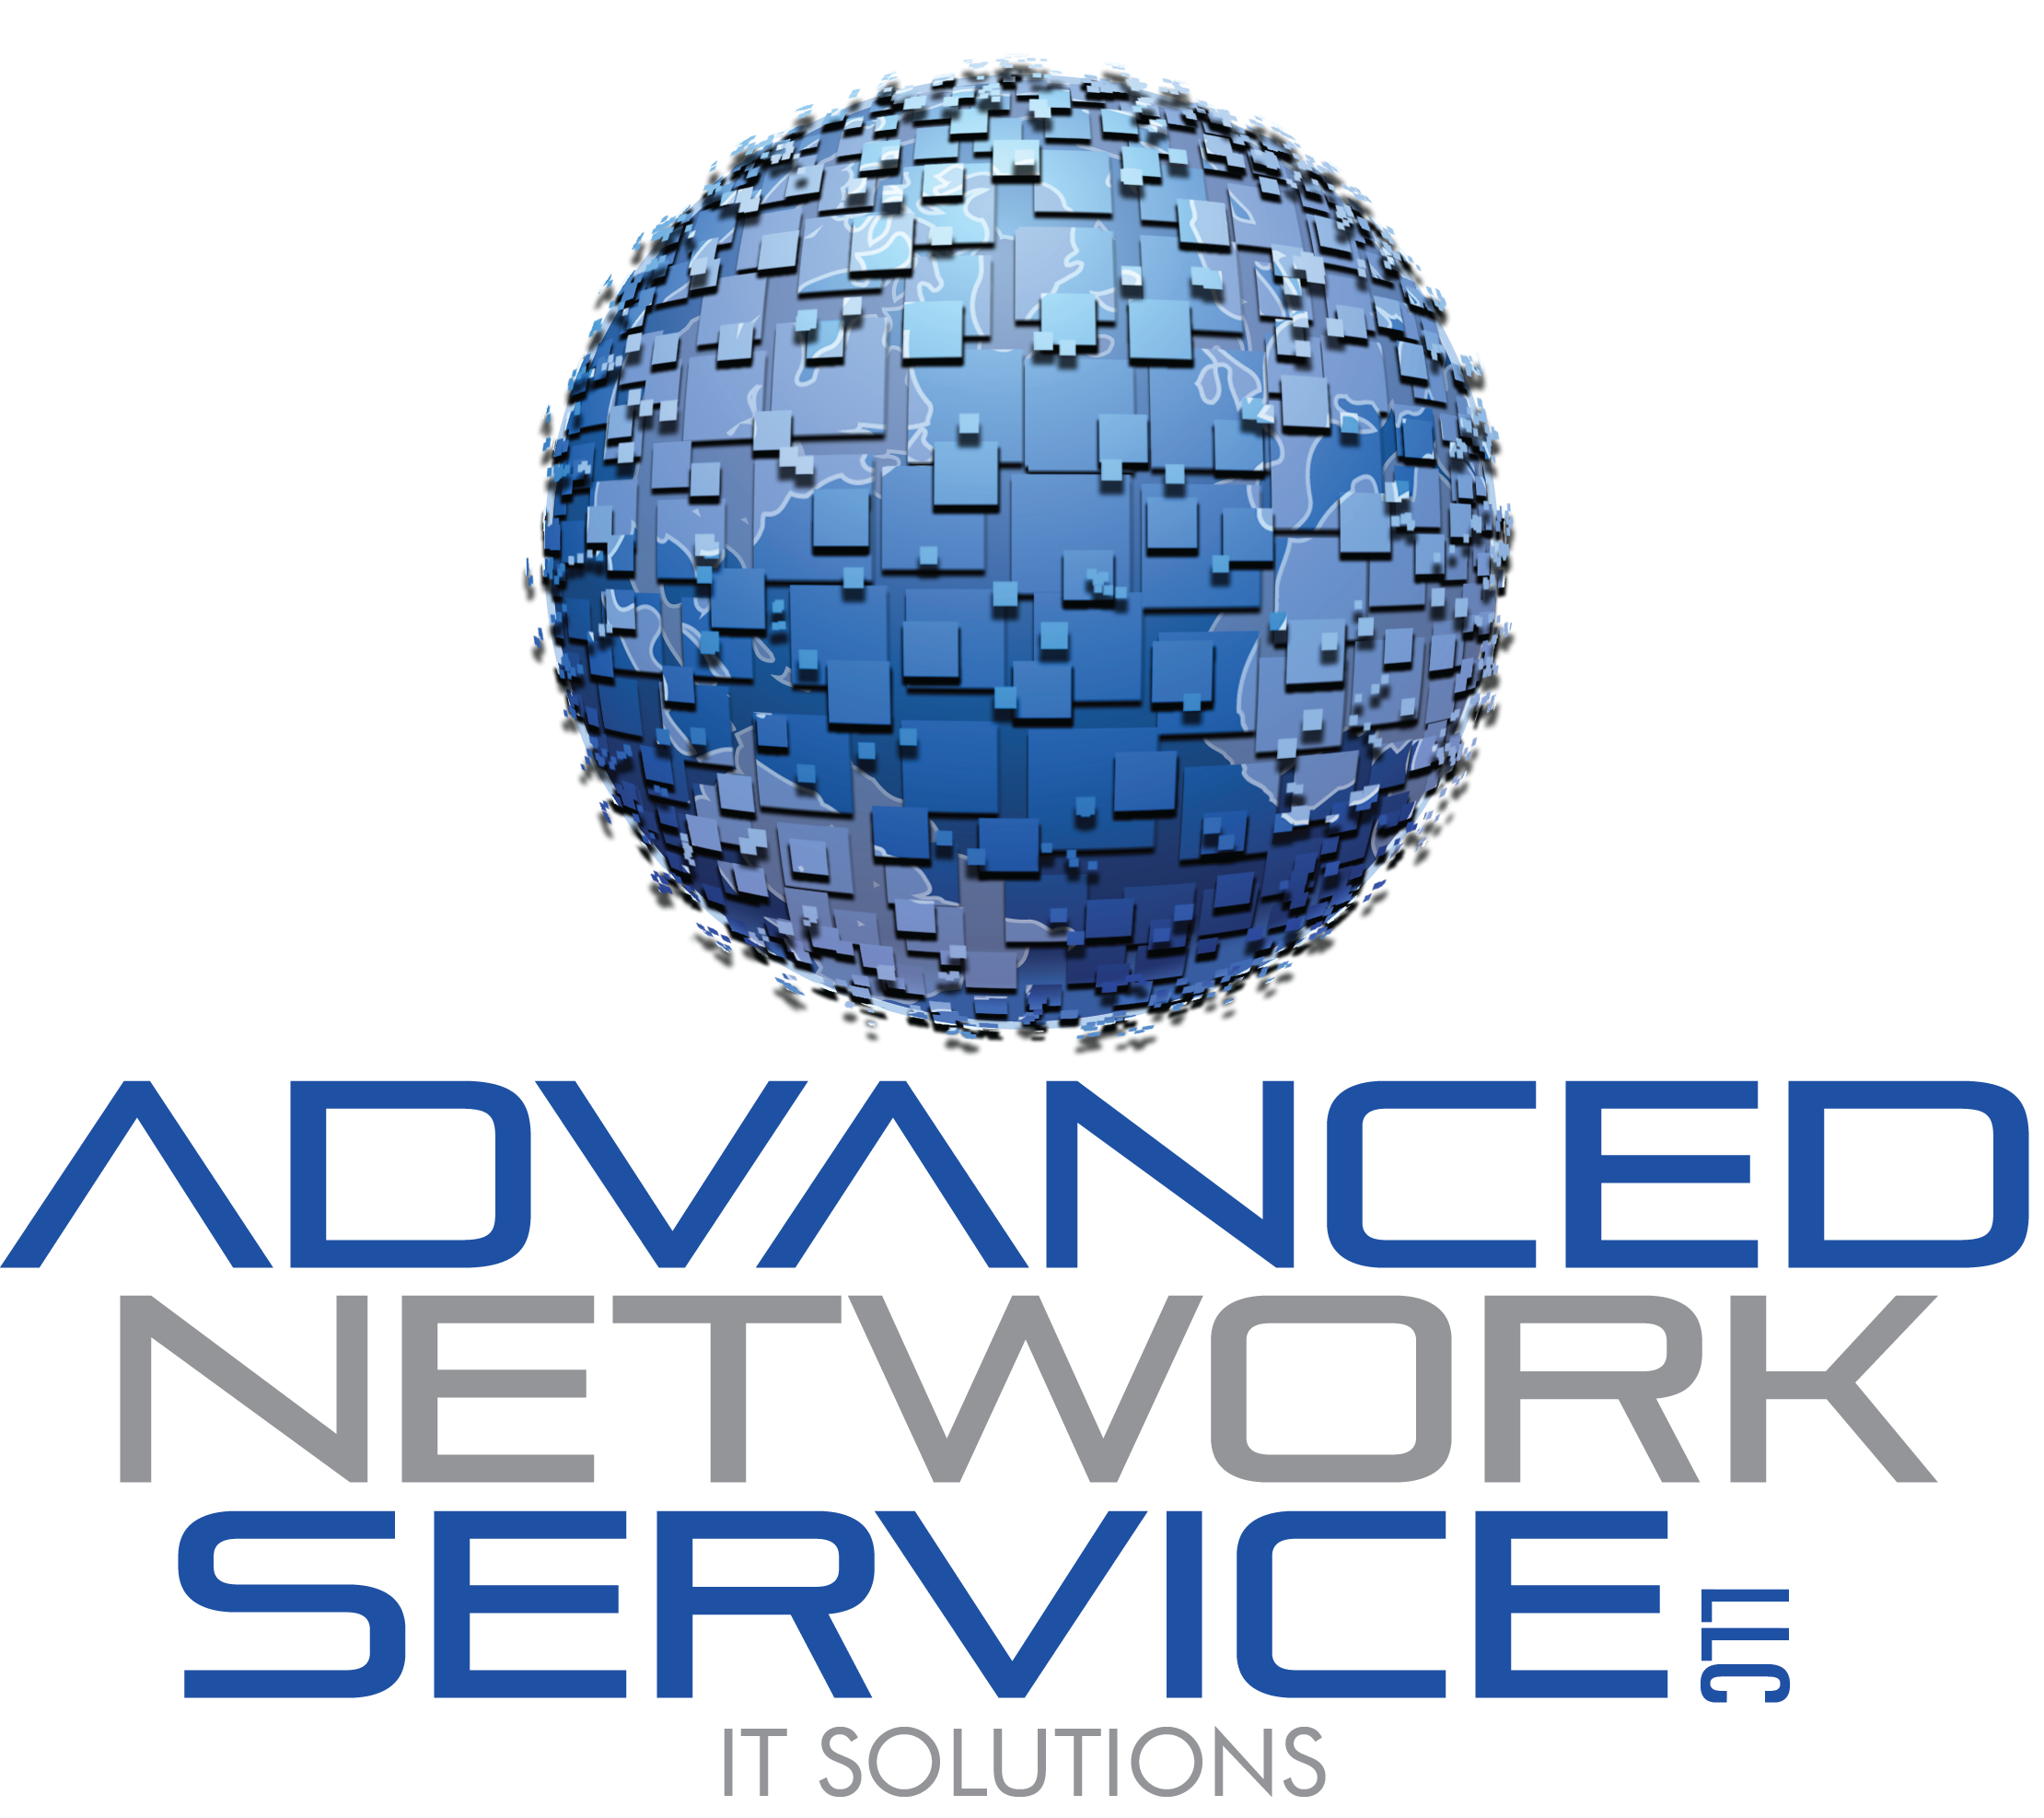 ADVANCED
NETWORK
SERVICE LLC
IT SOLUTIONS